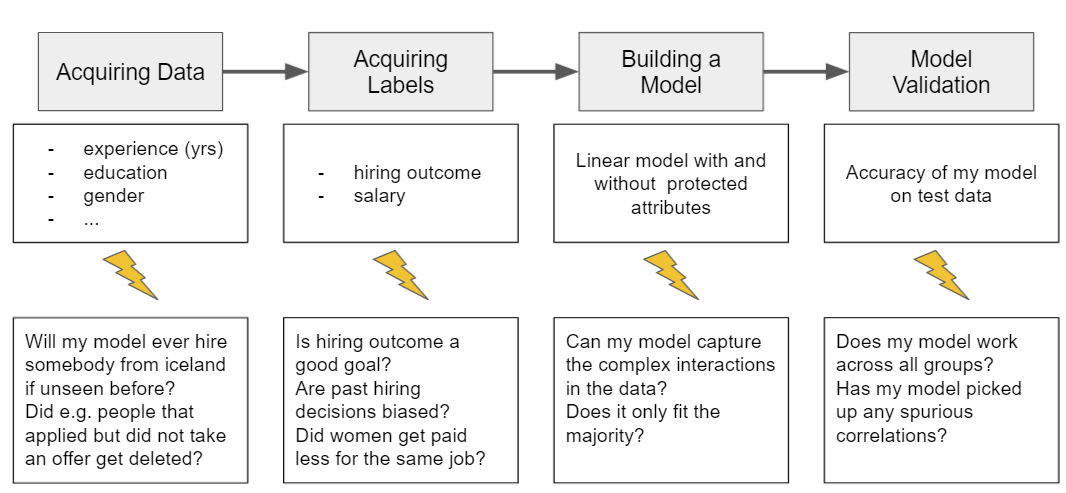 Acquiring Data
Acquiring
Labels
Building a
Model
Model
Validation
- experience (yrs)
- education
- gender
- ...
- hiring outcome
- salary
Linear model with and
without protected
attributes
Accuracy of my model
on test data
Will my model ever hire
somebody from iceland
if unseen before?
Did e.g. people that
applied but did not take
an offer get deleted?
Is hiring outcome a
good goal?
Are past hiring
decisions biased?
Did women get paid
less for the same job?
Can my model capture
the complex interactions
in the data?
Does it only fit the
majority?
Does my model work
across all groups?
Has my model picked
up any spurious
correlations?